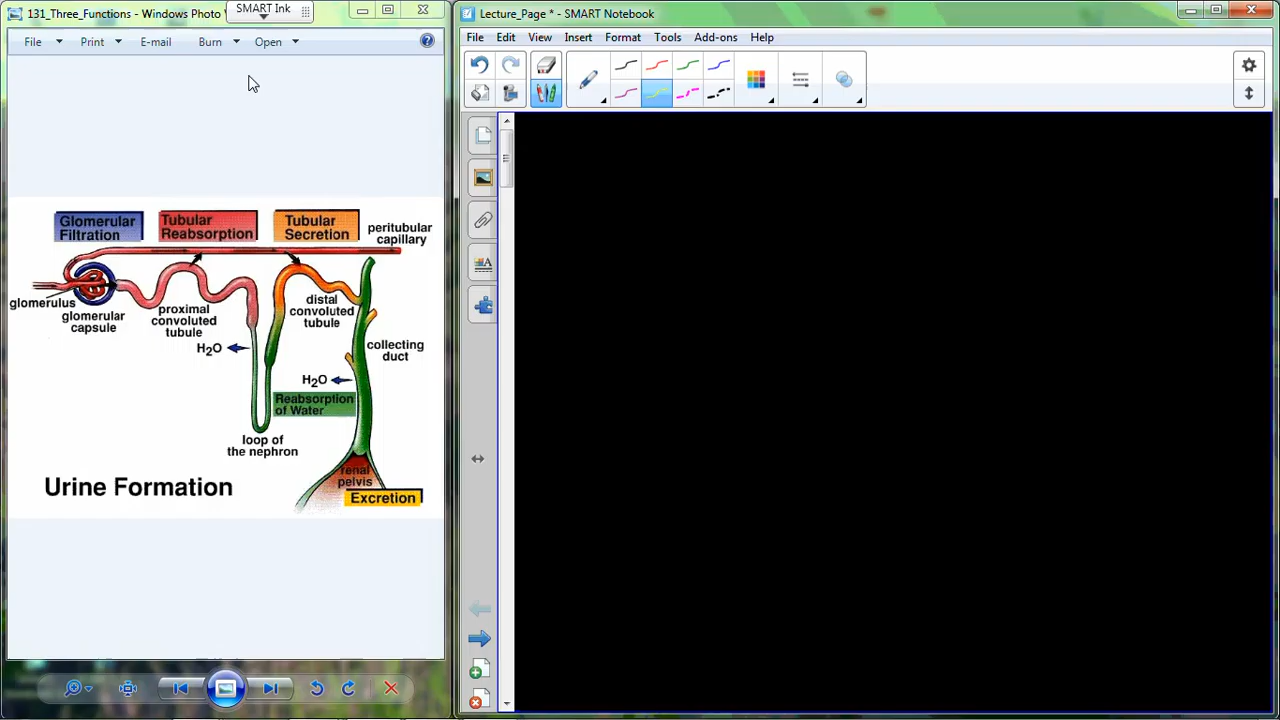 131_Three_Functions - Windows Photo
SMART Ink
File Print E-mail Burn Open
Glomerular
Filtration
Tubular
Reabsorption
Tubular
Secretion
peritubular
capillary
glomerulus
glomerular
capsule
proximal
convoluted
tubule
distal
convoluted
tubule
H2O
collecting
duct
H2O
Reabsorption
of Water
loop of
the nephron
renal
pelvis
Urine Formation
Excretion
Lecture_Page * - SMART Notebook
File Edit View Insert Format Tools Add-ons Help